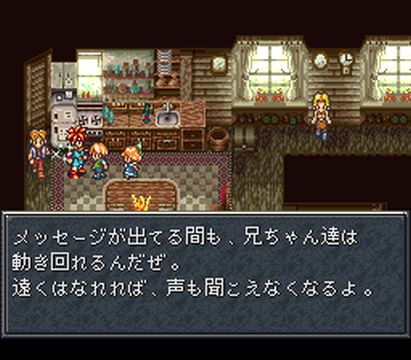 メッセージが出てる間も、兄ちゃん達は
動き回れるんだぜ。
遠くはなれれば、声も聞こえなくなるよ。